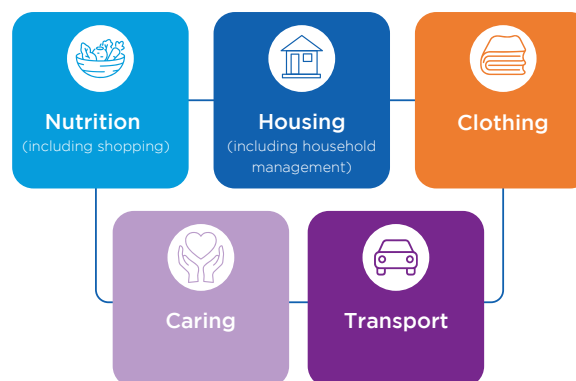 Nutrition
(including shopping)
Housing
(including household
management)
Clothing
Caring
Transport